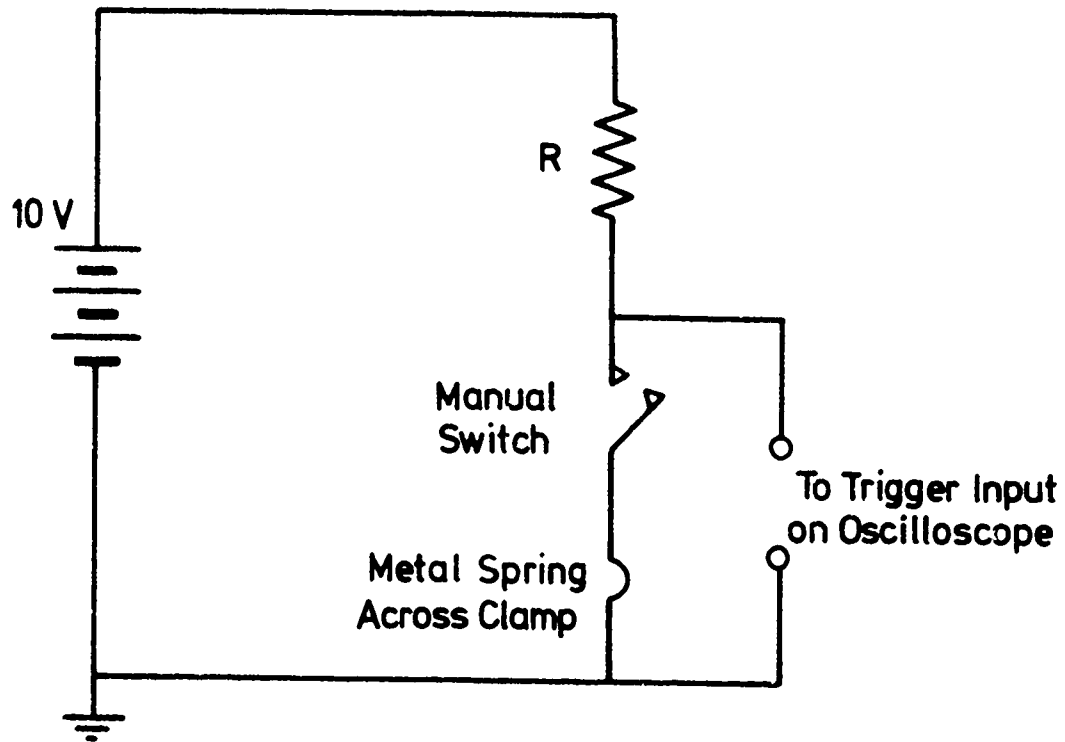 R
10 V
Manual
Switch
To Trigger Input
on Oscilloscope
Metal Spring
Across Clamp